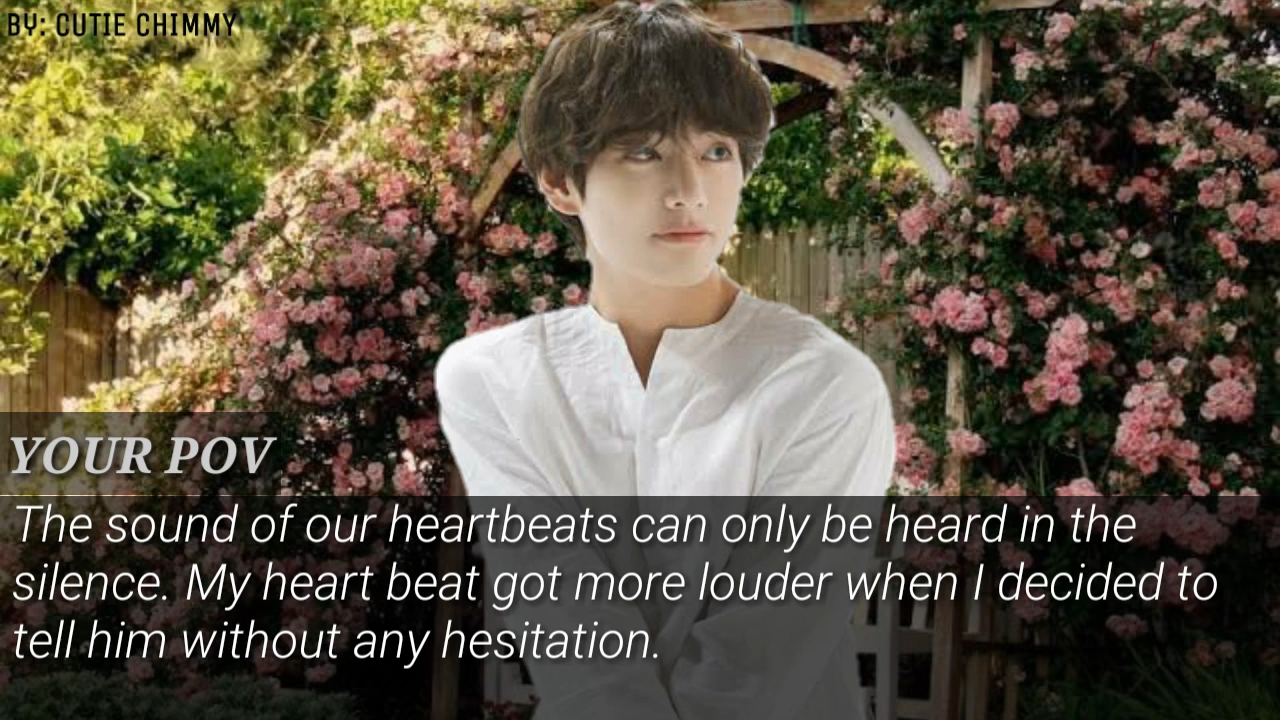 BY: CUTIE CHIMMY
YOUR POV
The sound of our heartbeats can only be heard in the
silence. My heart beat got more louder when I decided to
tell him without any hesitation.